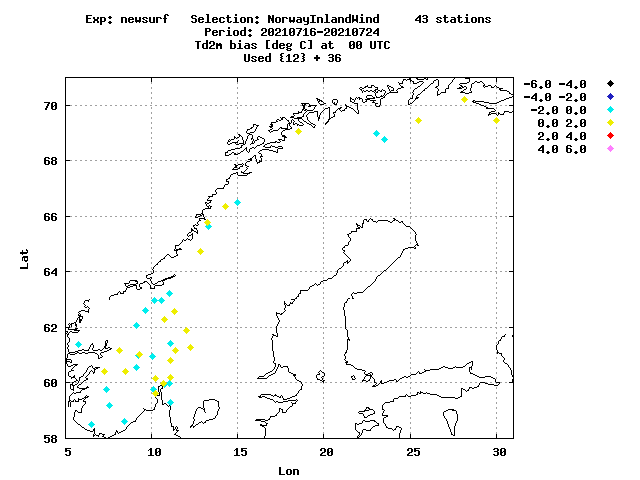 Exp: newsurf   Selection: NorwayInlandWind     43 stations
Period: 20210716-20210724
Td2m bias [deg C] at  00 UTC
Used {12} + 36
-6.0 -4.0
-4.0 -2.0
-2.0 0.0
0.0 2.0
2.0 4.0
4.0 6.0
70
68
66
64
62
60
58
Lat
5 10 15 20 25 30
Lon